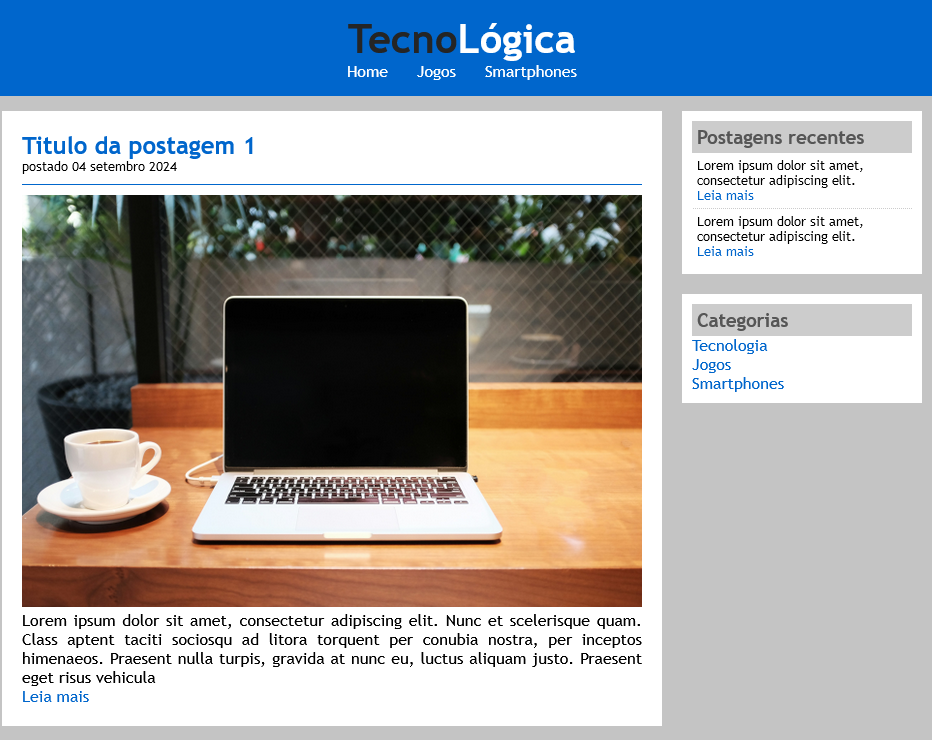 TecnoLógica
Home Jogos Smartphones
Titulo da postagem 1
postado 04 setembro 2024
Lorem ipsum dolor sit amet, consectetur adipiscing elit. Nunc et scelerisque quam.
Class aptent taciti sociosqu ad litora torquent per conubia nostra, per inceptos
himenaeos. Praesent nulla turpis, gravida at nunc eu, luctus aliquam justo. Praesent
eget risus vehicula
Leia mais
Postagens recentes
Lorem ipsum dolor sit amet,
consectetur adipiscing elit.
Leia mais
Lorem ipsum dolor sit amet,
consectetur adipiscing elit.
Leia mais
Categorias
Tecnologia
Jogos
Smartphones